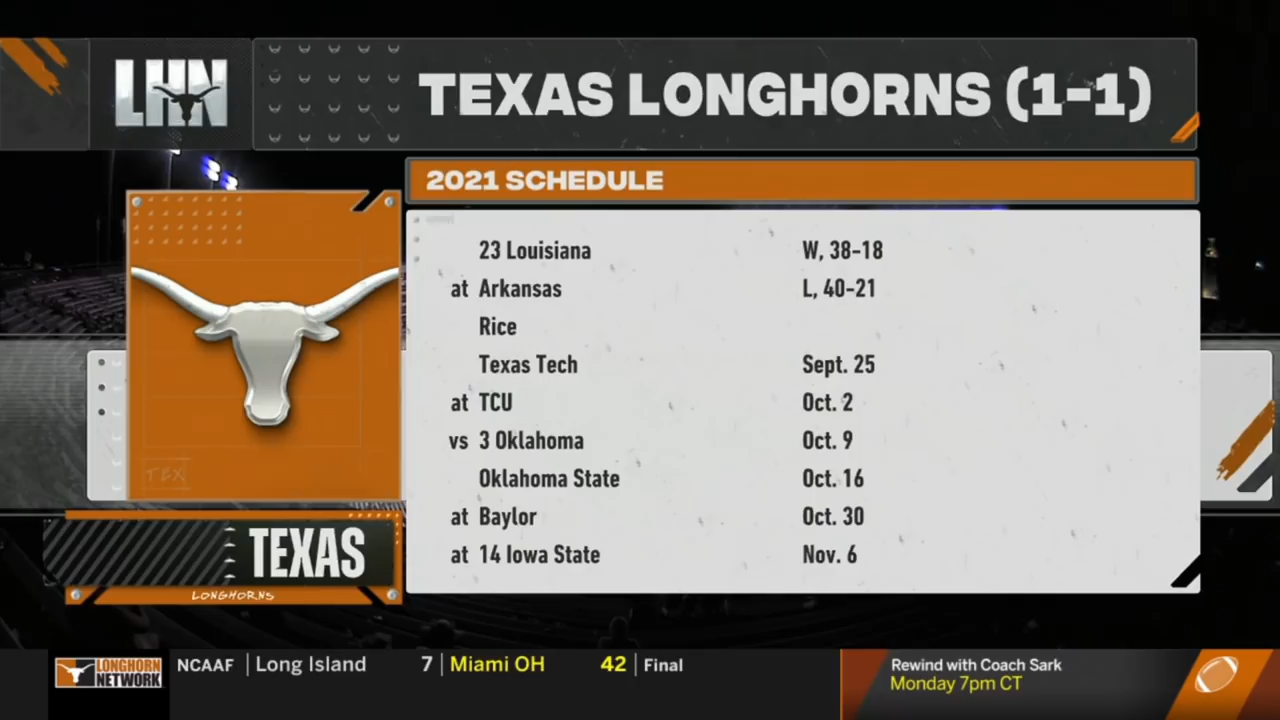 LHN
TEXAS LONGHORNS (1-1)
2021 SCHEDULE
23 Louisiana W, 38-18
at Arkansas L, 40-21
Rice
Texas Tech Sept. 25
at TCU Oct. 2
vs 3 Oklahoma Oct. 9
Oklahoma State Oct. 16
at Baylor Oct. 30
at 14 Iowa State Nov. 6
TEX
TEXAS
LONGHORNS
LONGHORN
NETWORK
NCAAF Long Island 7 Miami OH 42 Final
Rewind with Coach Sark
Monday 7pm CT